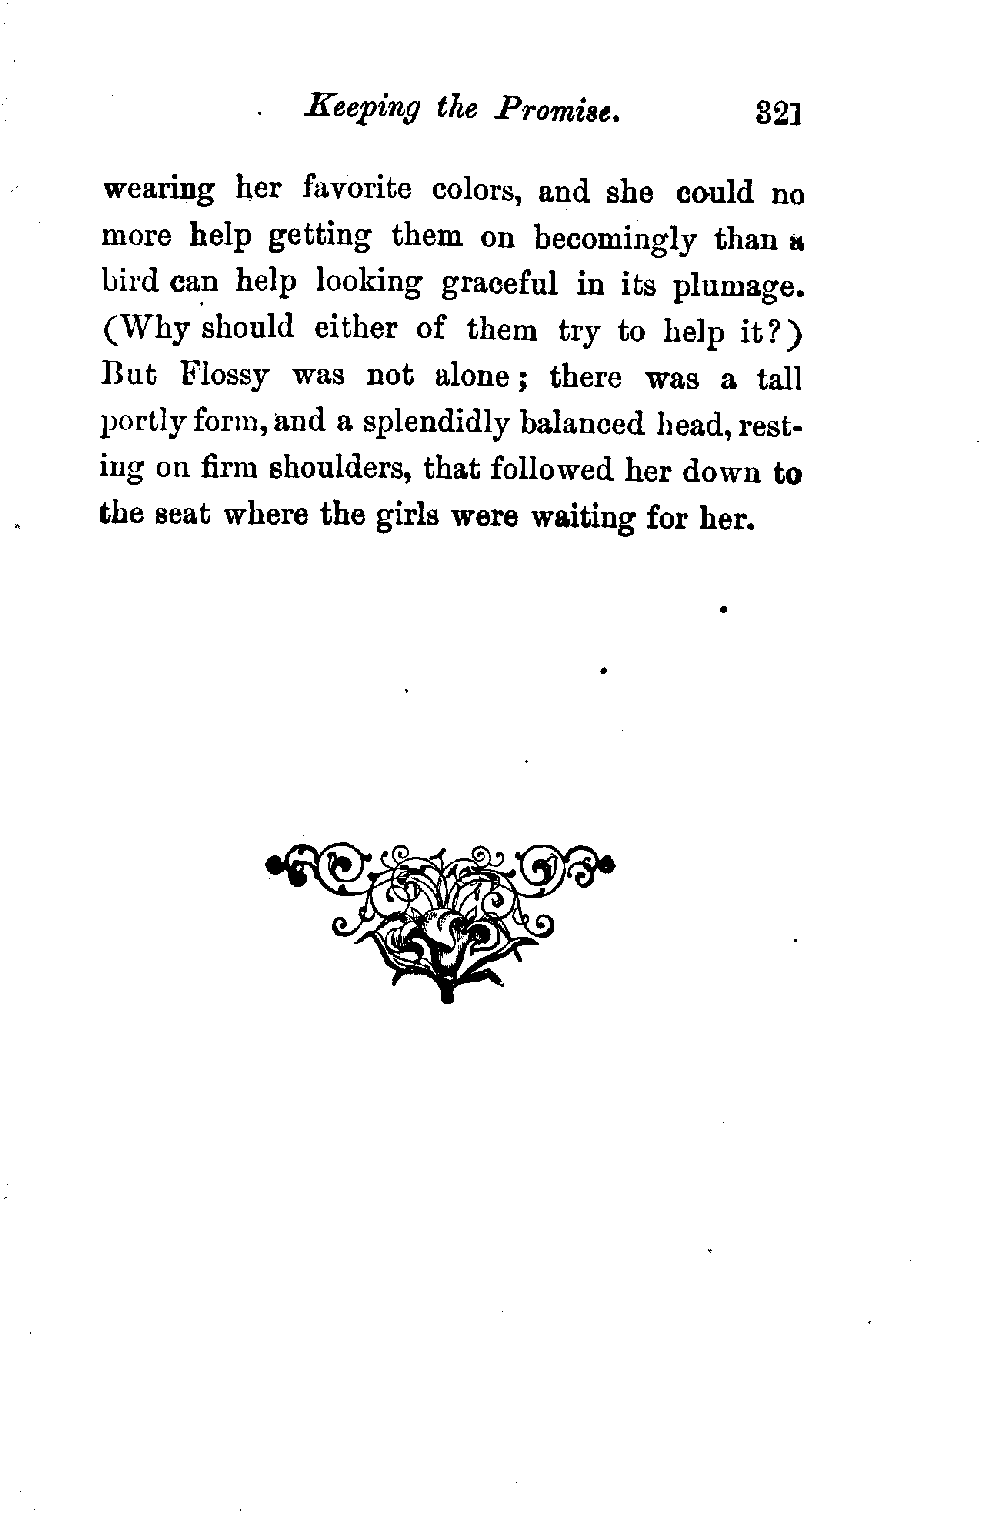 Keeping the Promise. 321
wearing her favorite colors, and she could no
more help getting them on becomingly than a
bird can help looking graceful in its plumage.
(Why should either of them try to help it?)
But Flossy was not alone; there was a tall
portly form, and a splendidly balanced head, rest-
ing on firm shoulders, that followed her down to
the seat where the girls were waiting for her.